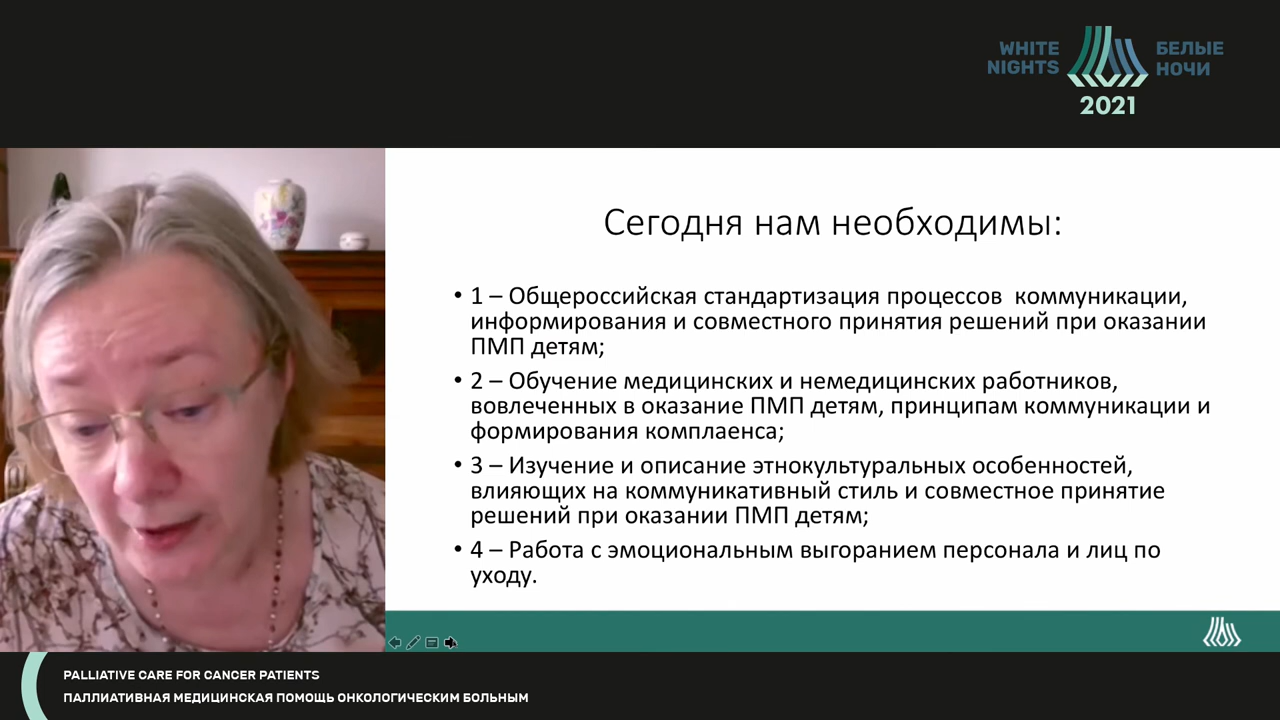 WHITE NIGHTS
БЕЛЫЕ НОЧИ
2021
Сегодня нам необходимы:
• 1 – Общероссийская стандартизация процессов коммуникации,
информирования и совместного принятия решений при оказании
ПМП детям;
• 2 – Обучение медицинских и немедицинских работников,
вовлеченных в оказание ПМП детям, принципам коммуникации и
формирования комплаенса;
• 3 – Изучение и описание этнокультуральных особенностей,
влияющих на коммуникативный стиль и совместное принятие
решений при оказании ПМП детям;
• 4 – Работа с эмоциональным выгоранием персонала и лиц по
уходу.
PALLIATIVE CARE FOR CANCER PATIENTS
ПАЛЛИАТИВНАЯ МЕДИЦИНСКАЯ ПОМОЩЬ ОНКОЛОГИЧЕСКИМ БОЛЬНЫМ